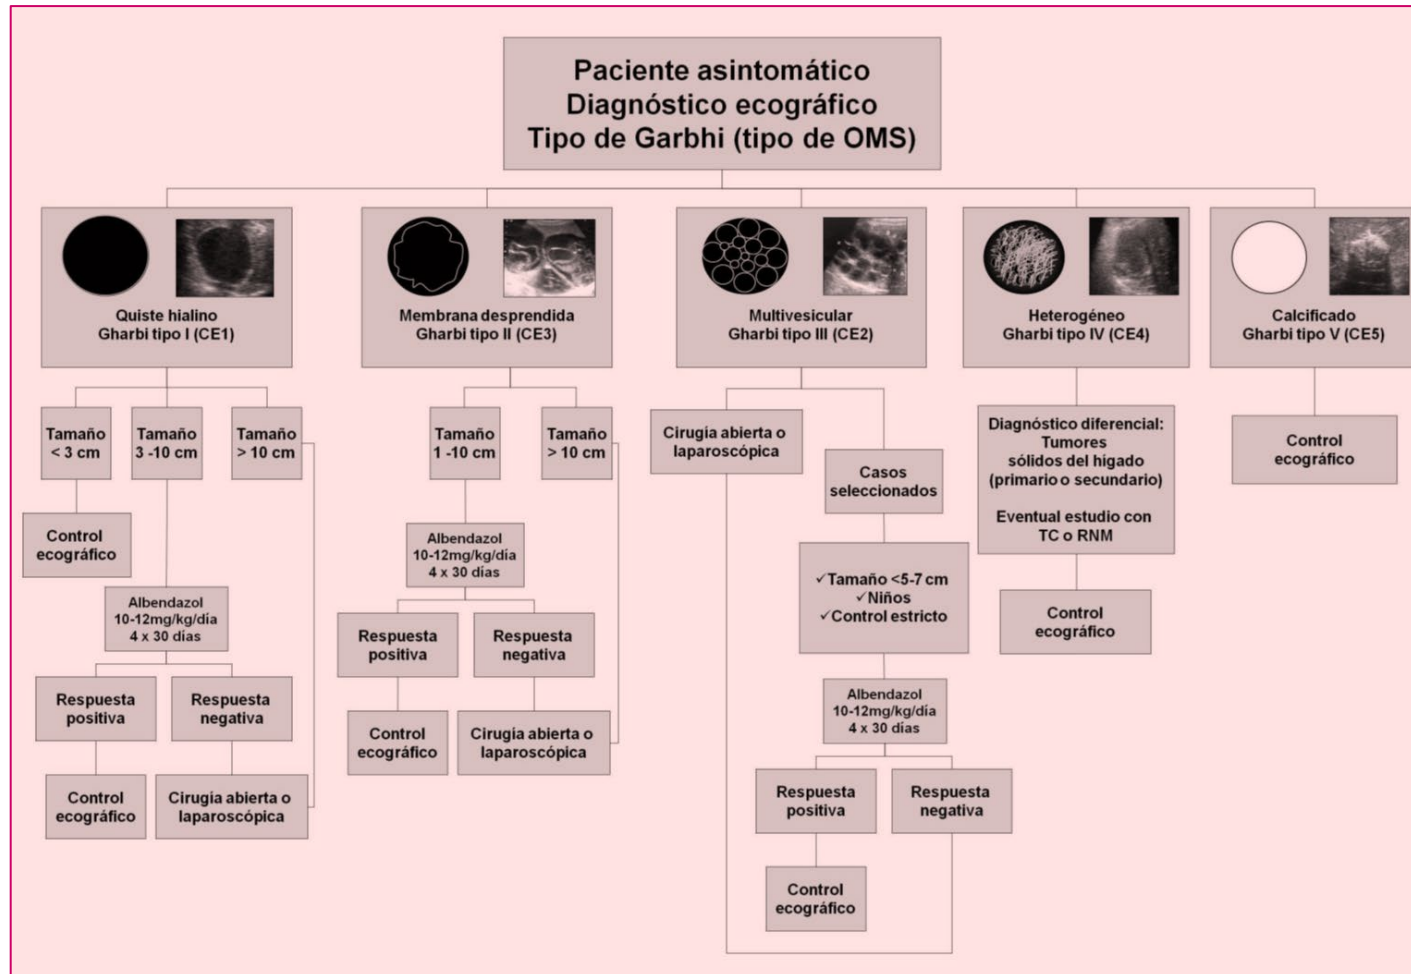 Paciente asintomático
Diagnóstico ecográfico
Tipo de Garbhi (tipo de OMS)
Quiste hialino
Gharbi tipo I (CE1)
Membrana desprendida
Gharbi tipo II (CE3)
Multivesicular
Gharbi tipo III (CE2)
Heterogéneo
Gharbi tipo IV (CE4)
Calcificado
Gharbi tipo V (CE5)
Tamaño
< 3 cm
Tamaño
3 -10 cm
Tamaño
> 10 cm
Control
ecográfico
Albendazol
10-12mg/kg/día
4 x 30 días
Respuesta
positiva
Respuesta
negativa
Control
ecográfico
Cirugía abierta o
laparoscópica
Tamaño
1 -10 cm
Tamaño
> 10 cm
Albendazol
10-12mg/kg/día
4 x 30 días
Respuesta
positiva
Respuesta
negativa
Control
ecográfico
Cirugía abierta o
laparoscópica
Cirugía abierta o
laparoscópica
Casos
seleccionados
✓Tamaño <5-7 cm
✓Niños
✓Control estricto
Albendazol
10-12mg/kg/día
4 x 30 días
Respuesta
positiva
Respuesta
negativa
Control
ecográfico
Diagnóstico diferencial:
Tumores
sólidos del hígado
(primario o secundario)
Eventual estudio con
TC o RNM
Control
ecográfico
Control
ecográfico